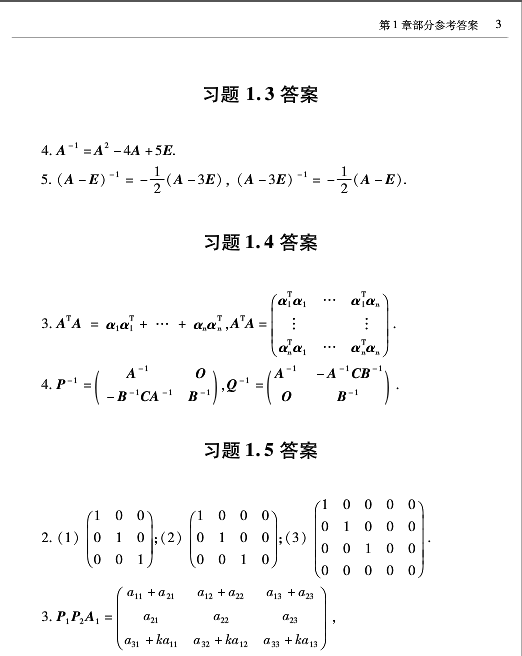 第1章部分参考答案 3
习题 1.3 答案
4. A⁻¹ = A² − 4A + 5E.
5. (A − E)⁻¹ = −1/2(A − 3E), (A − 3E)⁻¹ = −1/2(A − E).
习题 1.4 答案
3. AᵀA = α₁α₁ᵀ + ⋯ + αₙαₙᵀ, AᵀA = (α₁ᵀα₁ ⋯ α₁ᵀαₙ
⋮ ⋮
αₙᵀα₁ ⋯ αₙᵀαₙ).
4. P⁻¹ = (A⁻¹ O
−B⁻¹CA⁻¹ B⁻¹), Q⁻¹ = (A⁻¹ −A⁻¹CB⁻¹
O B⁻¹).
习题 1.5 答案
2. (1) (1 0 0
0 1 0
0 0 1); (2) (1 0 0 0
0 1 0 0
0 0 1 0); (3) (1 0 0 0 0
0 1 0 0 0
0 0 1 0 0
0 0 0 0 0).
3. P₁P₂A₁ = (a₁₁ + a₂₁ a₁₂ + a₂₂ a₁₃ + a₂₃
a₂₁ a₂₂ a₂₃
a₃₁ + ka₁₁ a₃₂ + ka₁₂ a₃₃ + ka₁₃),